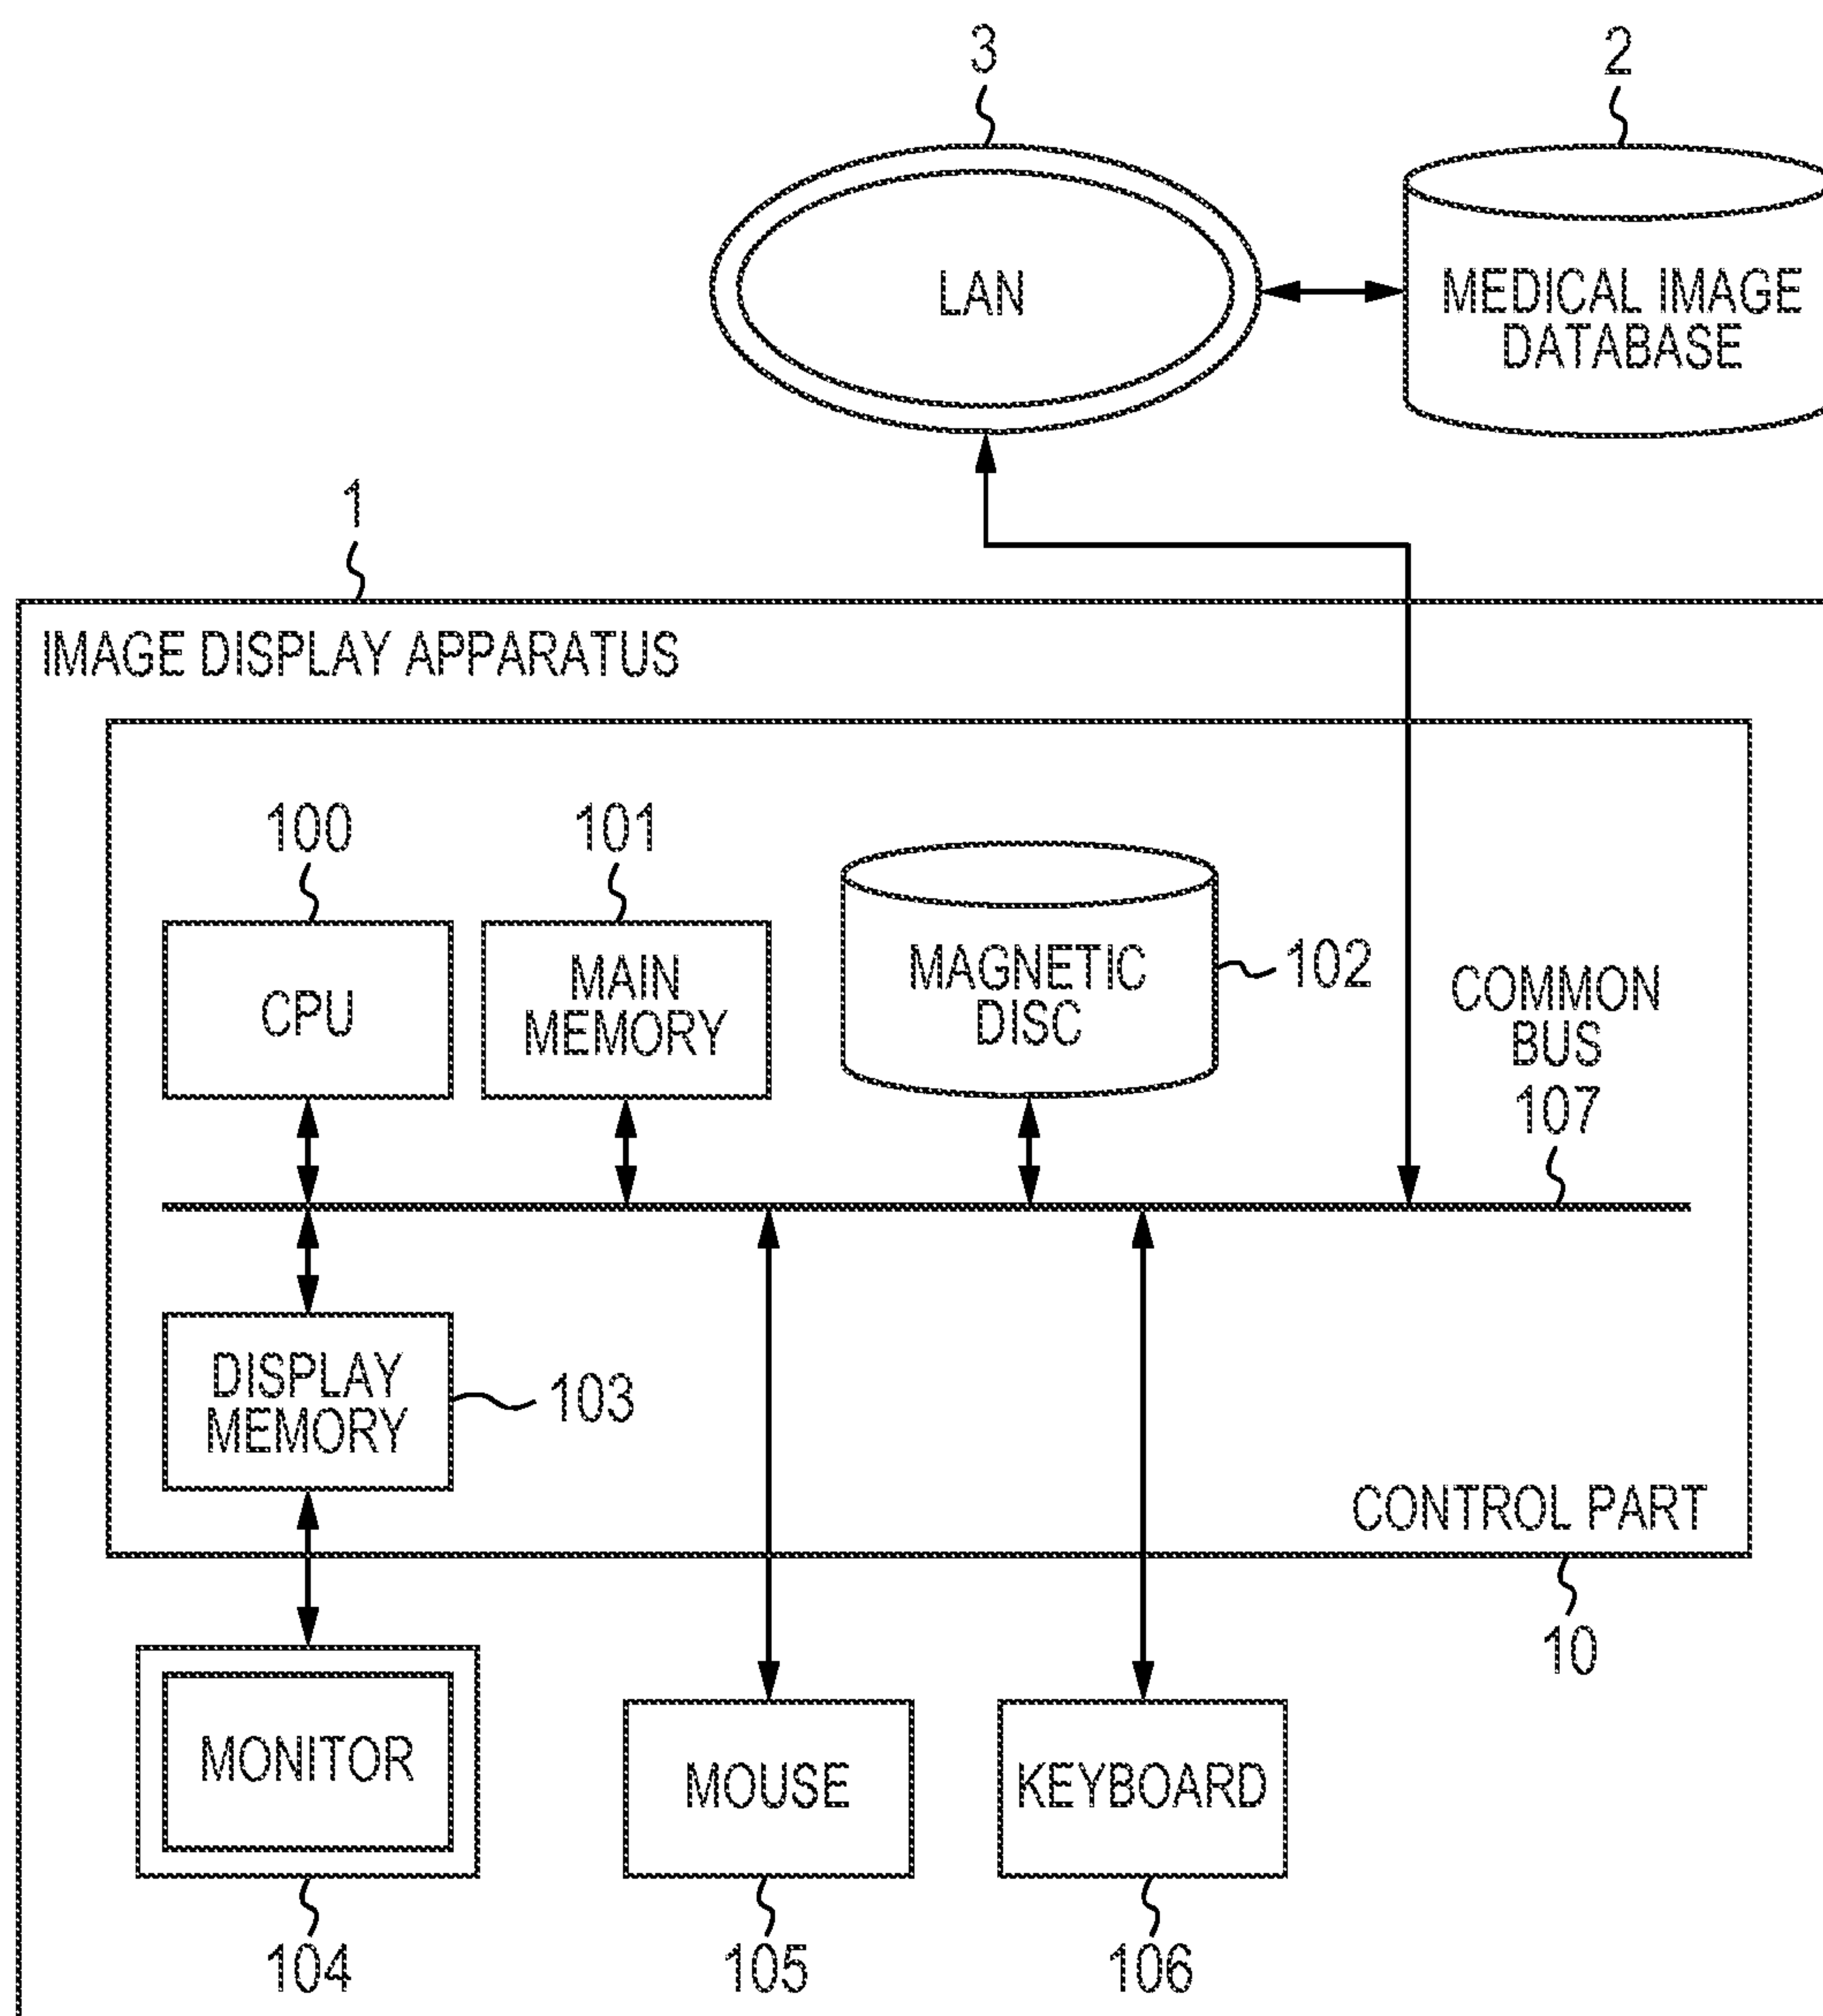 3
2
LAN
MEDICAL IMAGE
DATABASE
1
IMAGE DISPLAY APPARATUS
100
101
CPU
MAIN
MEMORY
MAGNETIC
DISC
102
COMMON
BUS
107
DISPLAY
MEMORY
103
CONTROL PART
10
MONITOR
MOUSE
KEYBOARD
104
105
106